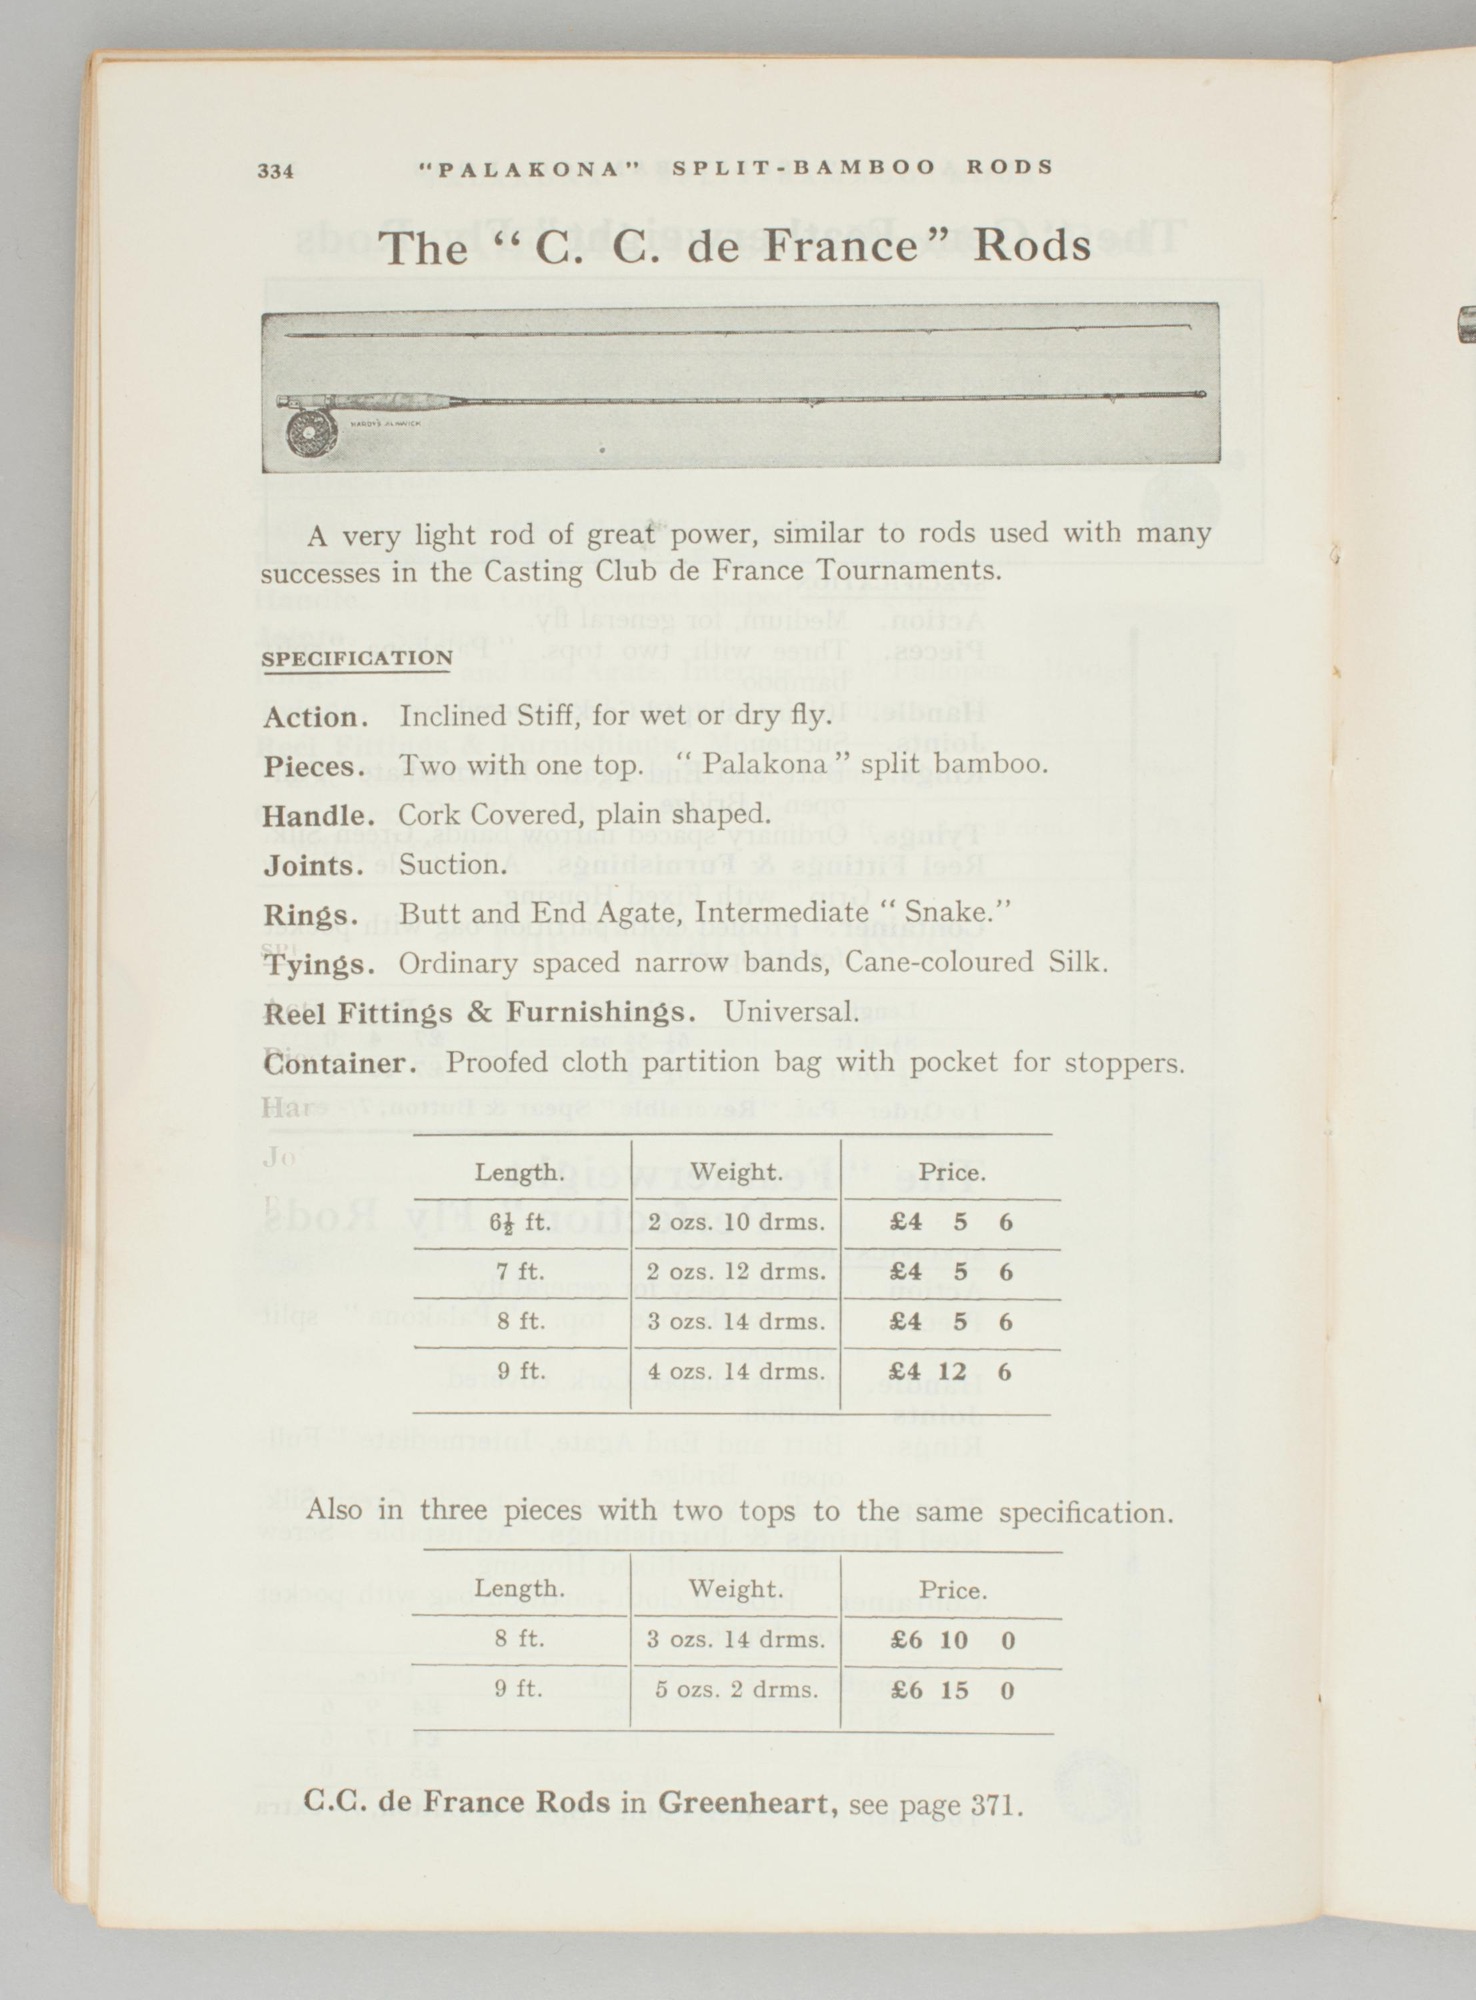 334 "PALAKONA" SPLIT-BAMBOO RODS
The "C. C. de France" Rods
HARDY'S ALNWICK
A very light rod of great power, similar to rods used with many
successes in the Casting Club de France Tournaments.
SPECIFICATION
Action. Inclined Stiff, for wet or dry fly.
Pieces. Two with one top. "Palakona" split bamboo.
Handle. Cork Covered, plain shaped.
Joints. Suction.
Rings. Butt and End Agate, Intermediate "Snake."
Tyings. Ordinary spaced narrow bands, Cane-coloured Silk.
Reel Fittings & Furnishings. Universal.
Container. Proofed cloth partition bag with pocket for stoppers.
Length. Weight. Price.
6½ ft. 2 ozs. 10 drms. £4 5 6
7 ft. 2 ozs. 12 drms. £4 5 6
8 ft. 3 ozs. 14 drms. £4 5 6
9 ft. 4 ozs. 14 drms. £4 12 6
Also in three pieces with two tops to the same specification.
Length. Weight. Price.
8 ft. 3 ozs. 14 drms. £6 10 0
9 ft. 5 ozs. 2 drms. £6 15 0
C.C. de France Rods in Greenheart, see page 371.